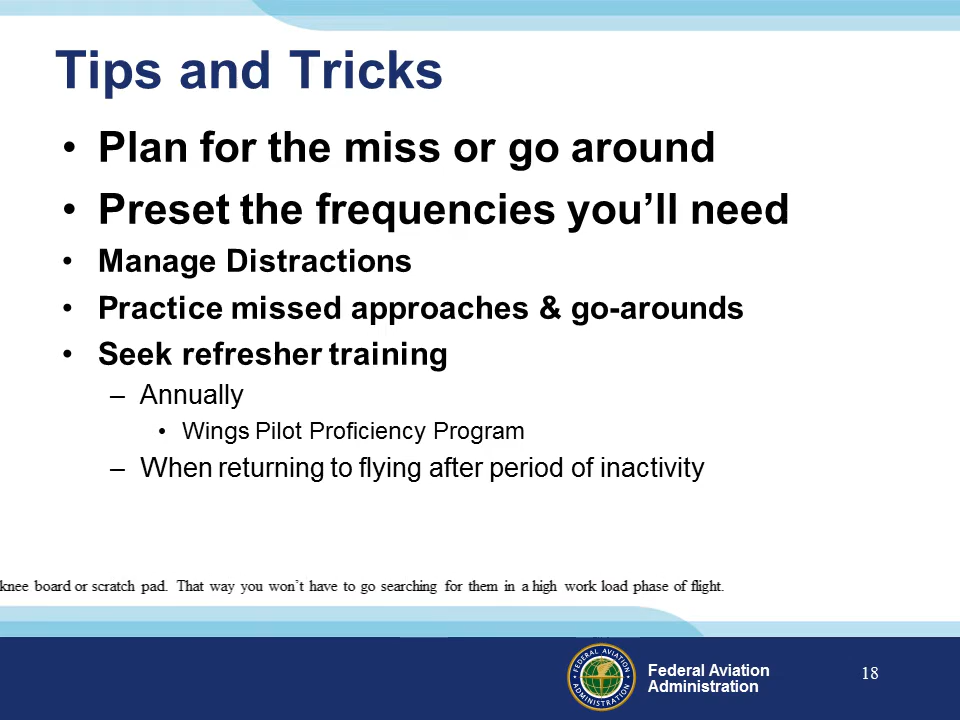 Tips and Tricks
• Plan for the miss or go around
• Preset the frequencies you’ll need
• Manage Distractions
• Practice missed approaches & go-arounds
• Seek refresher training
– Annually
• Wings Pilot Proficiency Program
– When returning to flying after period of inactivity
knee board or scratch pad. That way you won’t have to go searching for them in a high work load phase of flight.
FEDERAL AVIATION
ADMINISTRATION
Federal Aviation
Administration
18